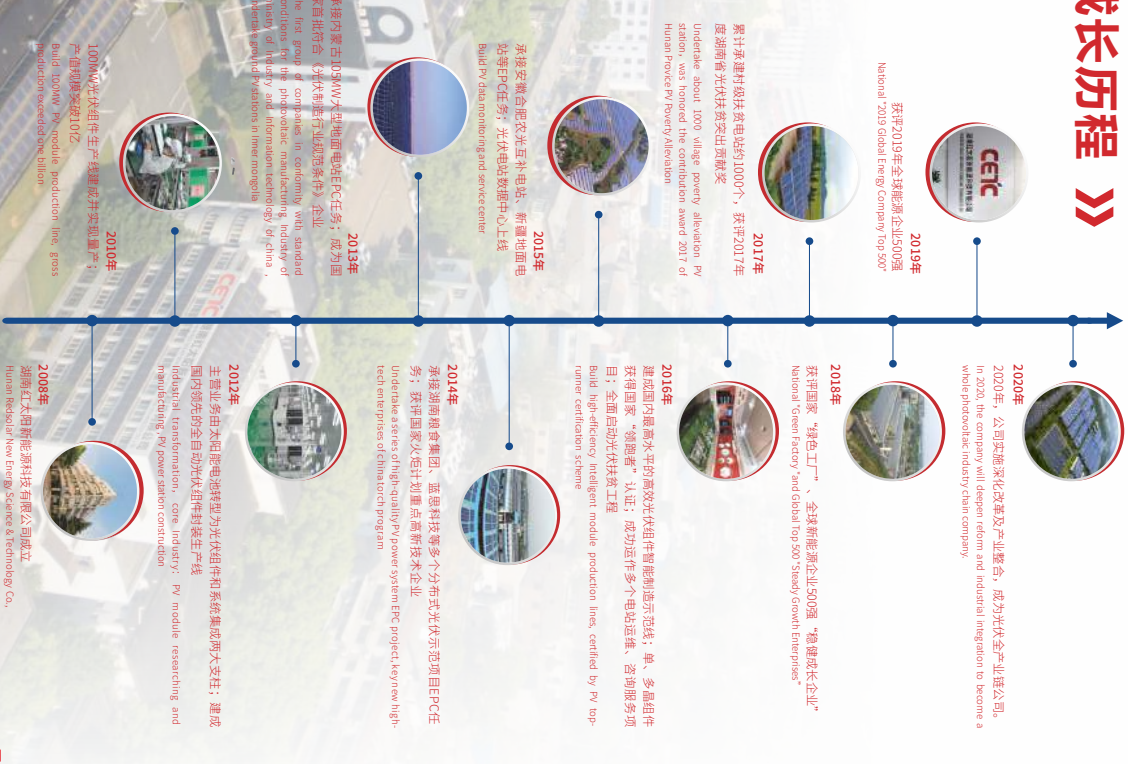 成长历程
2020年
2020年，公司实施深化改革及产业整合，成为光伏全产业链公司。
In 2020, the company will deepen reform and industrial integration to become a
whole photovoltaic industry chain company.
2019年
获评2019年全球能源企业500强
National "2019 Global Energy Company Top 500"
CETC
2018年
获评国家“绿色工厂”、全球新能源企业500强“稳健成长企业”
National "Green Factory "and Global Top 500 "Steady Growth Enterprises"
2017年
累计承建村级扶贫电站约1000个，获评2017年
度湖南省光伏扶贫突出贡献奖
Undertake about 1000 village poverty alleviation PV
station, was honored the contribution award 2017 of
Hunan Provice PV Poverty Alleviation
2016年
建成国内最高水平的高效光伏组件智能制造示范线；单、多晶组件
获得国家“领跑者”认证；成功运作多个电站运维、咨询服务项
目；全面启动光伏扶贫工程
Build high-efficiency Intelligent module production lines, certified by PV top-
runner certification scheme
2015年
承接安徽合肥农光互补电站、新疆地面电
站等EPC任务；光伏电站数据中心上线
Build PV data monitoring and service center
2014年
承接湖南粮食集团、蓝思科技等多个分布式光伏示范项目EPC任
务；获评国家火炬计划重点高新技术企业
Undertake a series of high-quality PV power system EPC project, key new high-
tech enterprises of china torch program
2013年
承接内蒙古105MW大型地面电站EPC任务；成为国
家首批符合《光伏制造行业规范条件》企业
the first group of companies in conformity with standard
conditions for the photovoltaic manufacturing Industry of
ministry of industry and information technology of china ,
undertake ground PV stations in inner mongolia
2012年
主营业务由太阳能电池转型为光伏组件和系统集成两大支柱；建成
国内领先的全自动光伏组件封装生产线
Industrial transformation, core Industry: PV module researching and
manufacturing PV power station construction
CETC
2010年
100MW光伏组件生产线建成并实现量产；
产值规模突破10亿
Build 100MW PV module production line, gross
production exceed one billion
2008年
湖南红太阳新能源科技有限公司成立
Hunan Redsolar New Energy Science & Technology Co.,